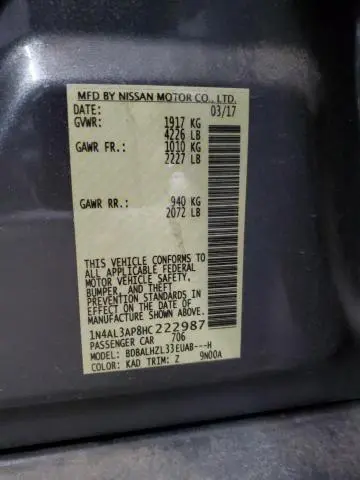 MFD BY NISSAN MOTOR CO., LTD.
DATE: 03/17
GVWR: 1917 KG
4226 LB
GAWR FR.: 1010 KG
2227 LB
GAWR RR.: 940 KG
2072 LB
THIS VEHICLE CONFORMS TO
ALL APPLICABLE FEDERAL
MOTOR VEHICLE SAFETY,
BUMPER, AND THEFT
PREVENTION STANDARDS
IN EFFECT ON THE DATE OF
MANUFACTURE SHOWN ABOVE.
1N4AL3AP8HC222987
PASSENGER CAR 706
MODEL: BDBALHZL33EUAB---H
COLOR: KAD TRIM: Z 9N00A